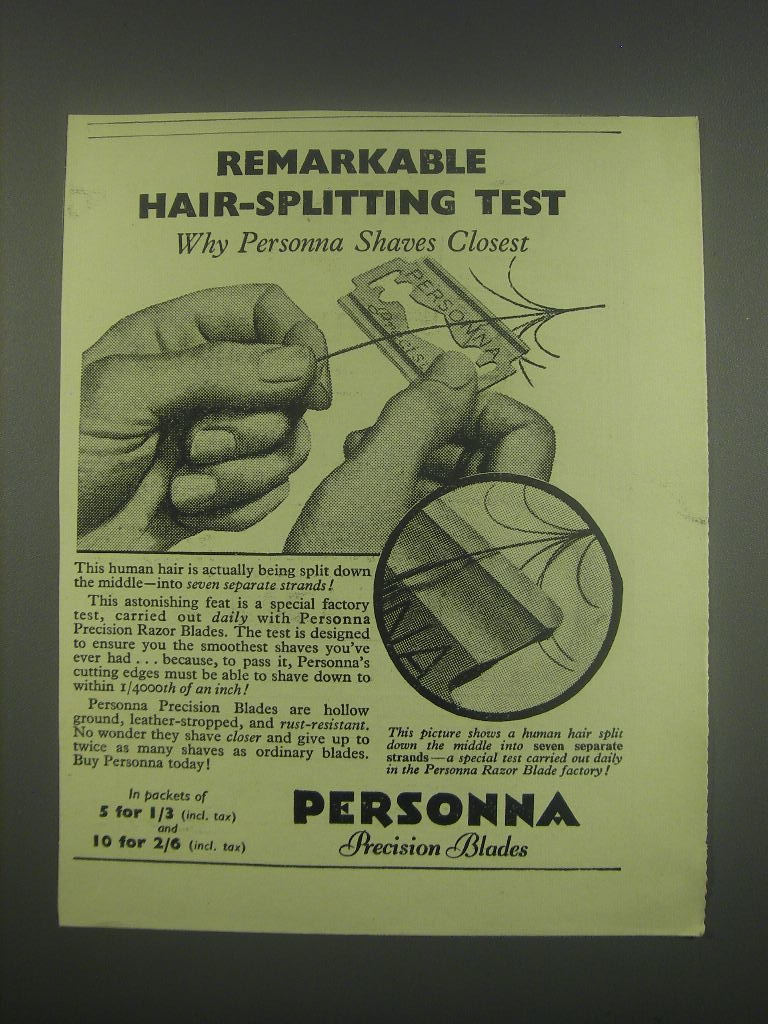 REMARKABLE
HAIR-SPLITTING TEST
Why Personna Shaves Closest
PERSONNA
Precis
This human hair is actually being split down
the middle—into seven separate strands!
This astonishing feat is a special factory
test, carried out daily with Personna
Precision Razor Blades. The test is designed
to ensure you the smoothest shaves you've
ever had . . . because, to pass it, Personna's
cutting edges must be able to shave down to
within 1/4000th of an inch!
Personna Precision Blades are hollow
ground, leather-stropped, and rust-resistant.
No wonder they shave closer and give up to
twice as many shaves as ordinary blades.
Buy Personna today!
NNA
This picture shows a human hair split
down the middle into seven separate
strands—a special test carried out daily
in the Personna Razor Blade factory!
In packets of
5 for 1/3 (incl. tax)
and
10 for 2/6 (incl. tax)
PERSONNA
Precision Blades